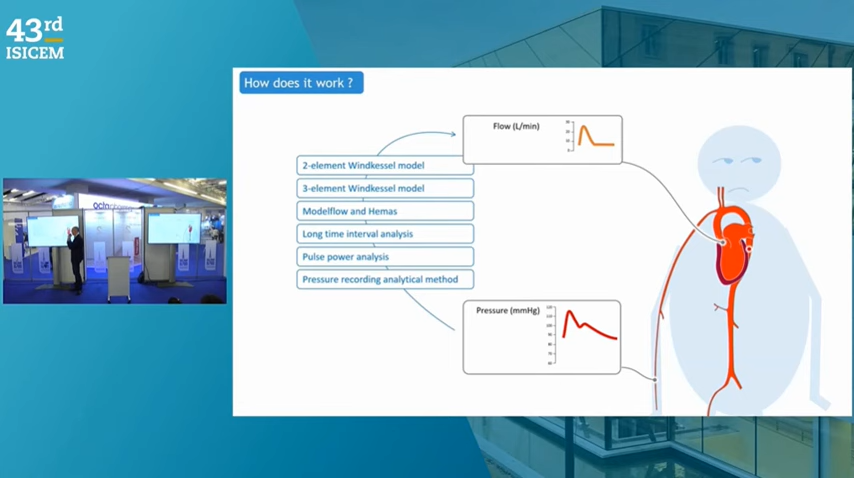 43rd
ISICEM
How does it work ?
Flow (L/min)
2-element Windkessel model
3-element Windkessel model
Modelflow and Hemas
Long time interval analysis
Pulse power analysis
Pressure recording analytical method
Pressure (mmHg)